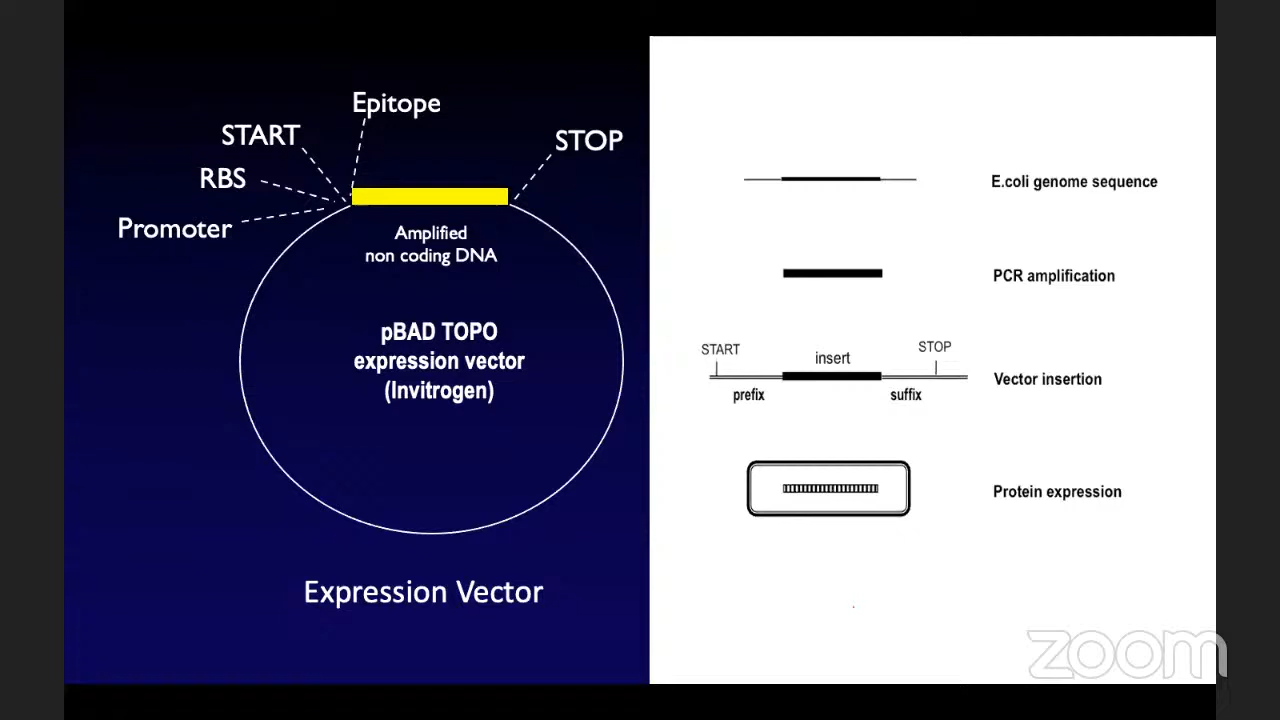 Epitope
START
STOP
RBS
Promoter
Amplified
non coding DNA
pBAD TOPO
expression vector
(Invitrogen)
Expression Vector
E.coli genome sequence
PCR amplification
START
insert
STOP
prefix
suffix
Vector insertion
Protein expression
zoom